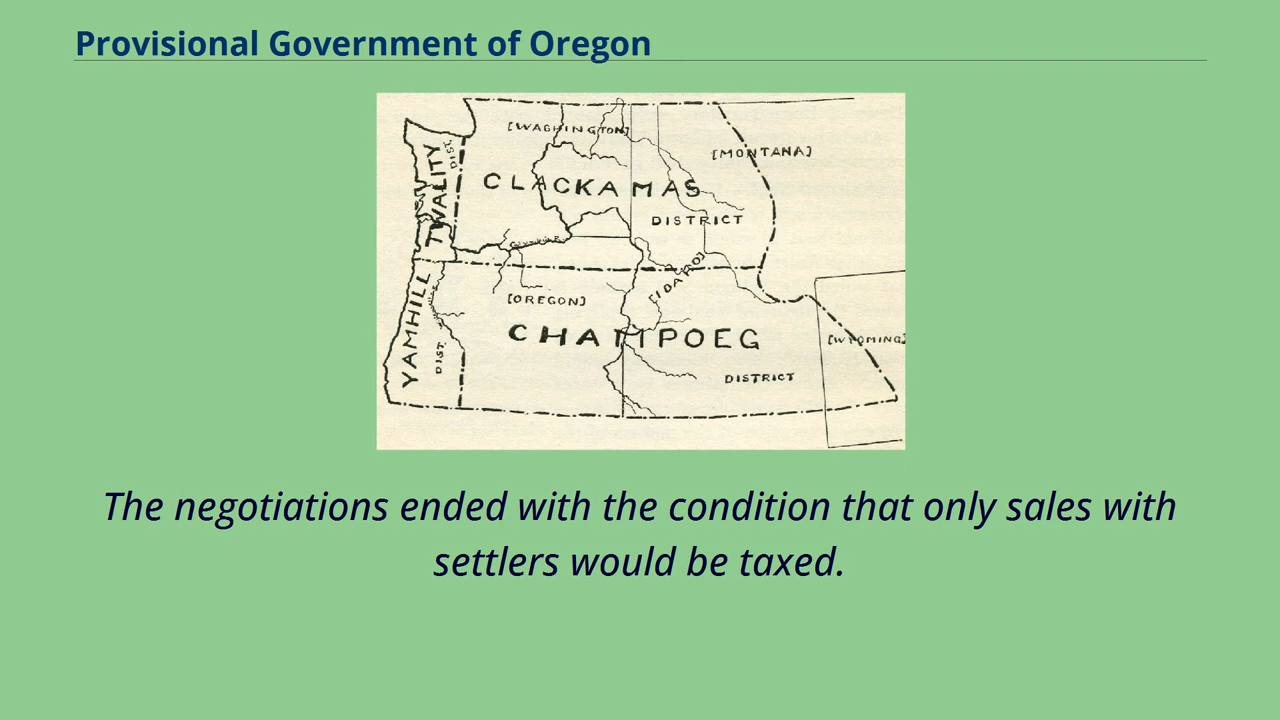 Provisional Government of Oregon
[WASHINGTON]
[MONTANA]
CLACKAMAS
DISTRICT
TWALITY
DIST.
[IDAHO]
[OREGON]
YAMHILL
DIST.
CHAMPOEG
DISTRICT
[WYOMING]
The negotiations ended with the condition that only sales with
settlers would be taxed.